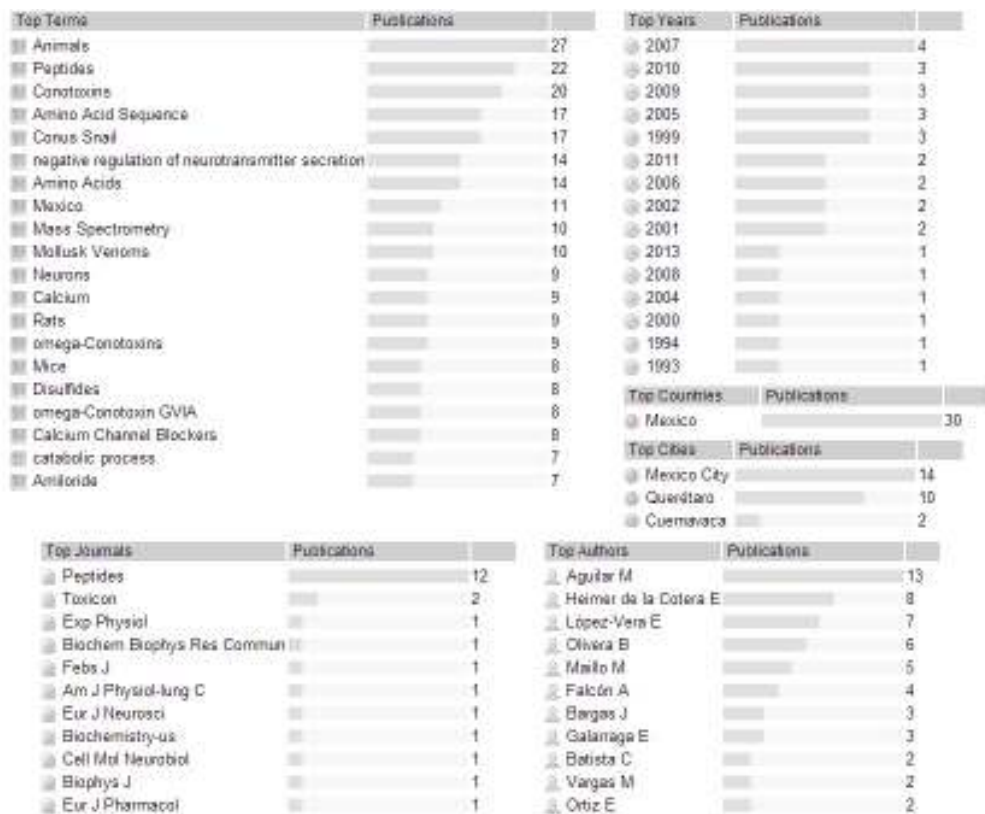 Top Terms Publications
Animals 27
Peptides 22
Conotoxins 20
Amino Acid Sequence 17
Conus Snail 17
negative regulation of neurotransmitter secretion 14
Amino Acids 14
Mexico 11
Mass Spectrometry 10
Mollusk Venoms 10
Neurons 9
Calcium 9
Rats 9
omega-Conotoxins 9
Mice 8
Disulfides 8
omega-Conotoxin GVIA 8
Calcium Channel Blockers 8
catabolic process 7
Amiloride 7
Top Years Publications
2007 4
2010 3
2009 3
2005 3
1999 3
2011 2
2006 2
2002 2
2001 2
2013 1
2008 1
2004 1
2000 1
1994 1
1993 1
Top Countries Publications
Mexico 30
Top Cities Publications
Mexico City 14
Querétaro 10
Cuernavaca 2
Top Journals Publications
Peptides 12
Toxicon 2
Exp Physiol 1
Biochem Biophys Res Commun 1
Febs J 1
Am J Physiol-lung C 1
Eur J Neurosci 1
Biochemistry-us 1
Cell Mol Neurobiol 1
Biophys J 1
Eur J Pharmacol 1
Top Authors Publications
Aguilar M 13
Heimer de la Cotera E 8
López-Vera E 7
Olivera B 6
Maillo M 5
Falcón A 4
Bargas J 3
Galarraga E 3
Batista C 2
Vargas M 2
Ortiz E 2